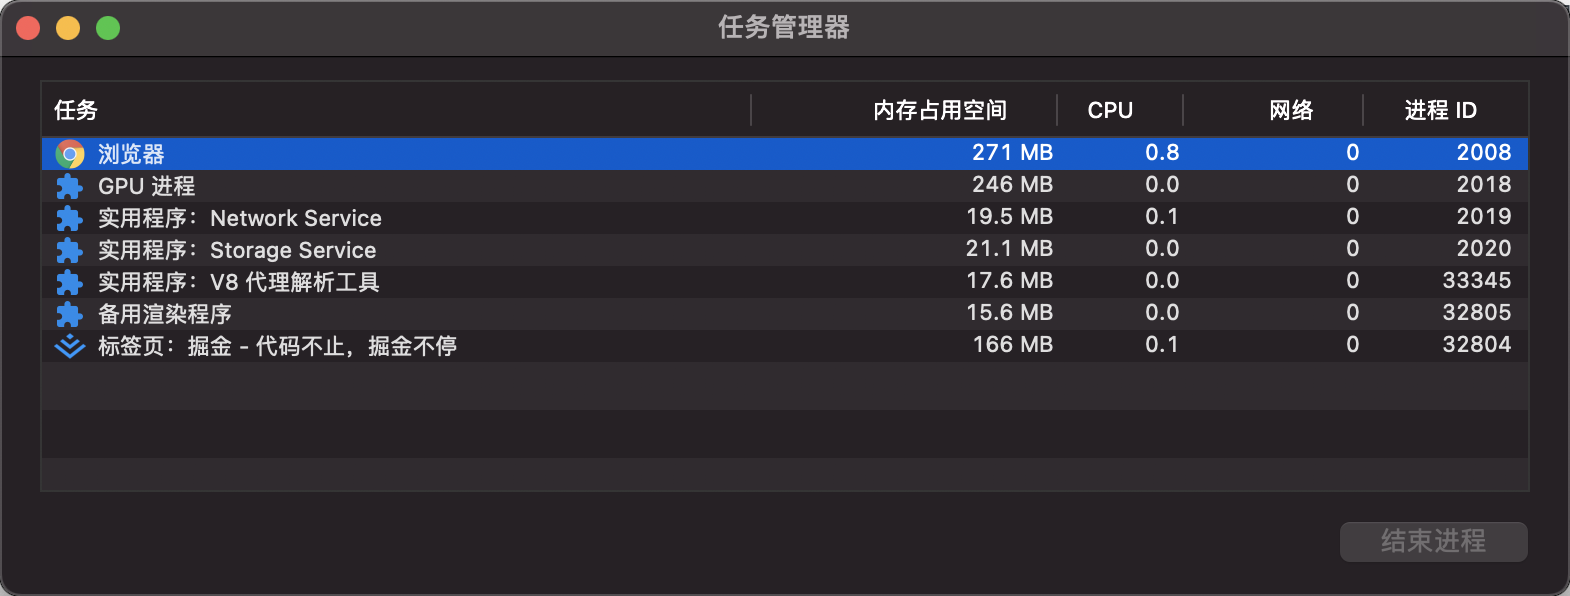 任务管理器
任务 内存占用空间 CPU 网络 进程 ID
浏览器 271 MB 0.8 0 2008
GPU 进程 246 MB 0.0 0 2018
实用程序：Network Service 19.5 MB 0.1 0 2019
实用程序：Storage Service 21.1 MB 0.0 0 2020
实用程序：V8 代理解析工具 17.6 MB 0.0 0 33345
备用渲染程序 15.6 MB 0.0 0 32805
标签页：掘金 - 代码不止，掘金不停 166 MB 0.1 0 32804
结束进程